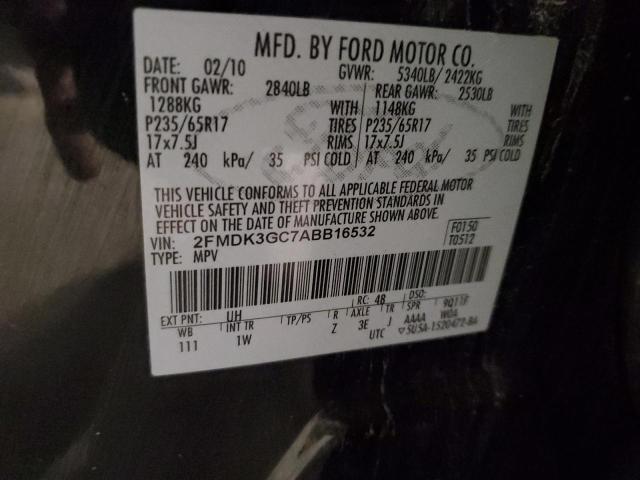 MFD. BY FORD MOTOR CO.
DATE: 02/10 GVWR: 5340LB/ 2422KG
FRONT GAWR: 2840LB REAR GAWR: 2530LB
1288KG WITH 1148KG WITH
P235/65R17 TIRES P235/65R17 TIRES
17x7.5J RIMS 17x7.5J RIMS
AT 240 kPa/ 35 PSI COLD AT 240 kPa/ 35 PSI COLD
THIS VEHICLE CONFORMS TO ALL APPLICABLE FEDERAL MOTOR
VEHICLE SAFETY AND THEFT PREVENTION STANDARDS IN
EFFECT ON THE DATE OF MANUFACTURE SHOWN ABOVE.
VIN: 2FMDK3GC7ABB16532 F0150
TYPE: MPV T0512
EXT PNT: UH RC: 48 DSO:
WB INT TR TP/PS R AXLE TR SPR
111 1W Z 3E J AAAA W0A
UTC ▽5U5A-1520472-BA